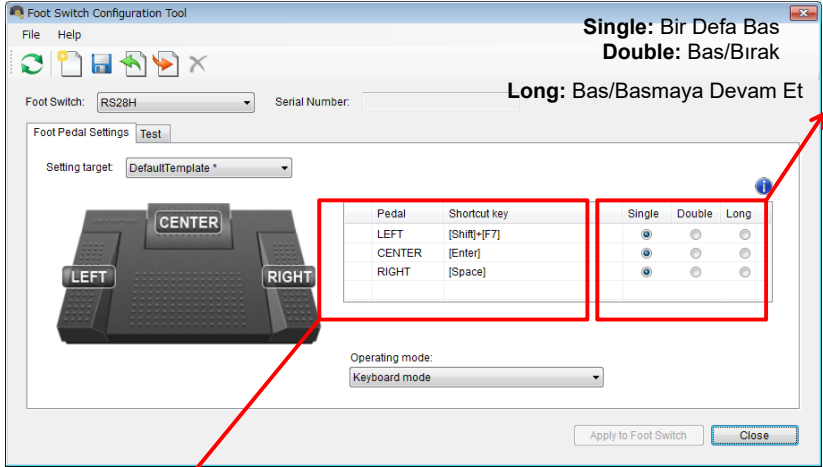 Foot Switch Configuration Tool
Single: Bir Defa Bas
File Help
Double: Bas/Bırak
Long: Bas/Basmaya Devam Et
Foot Switch: RS28H Serial Number:
Foot Pedal Settings Test
Setting target: DefaultTemplate *
CENTER
LEFT
RIGHT
Pedal Shortcut key Single Double Long
LEFT [Shift]+[F7]
CENTER [Enter]
RIGHT [Space]
Operating mode:
Keyboard mode
Apply to Foot Switch Close